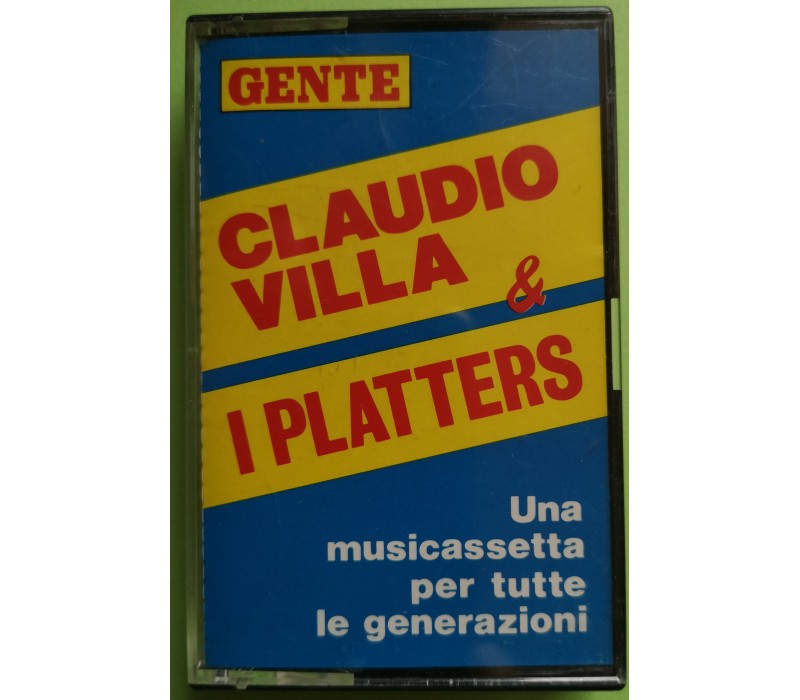 GENTE
CLAUDIO
VILLA
&
I PLATTERS
Una
musicassetta
per tutte
le generazioni